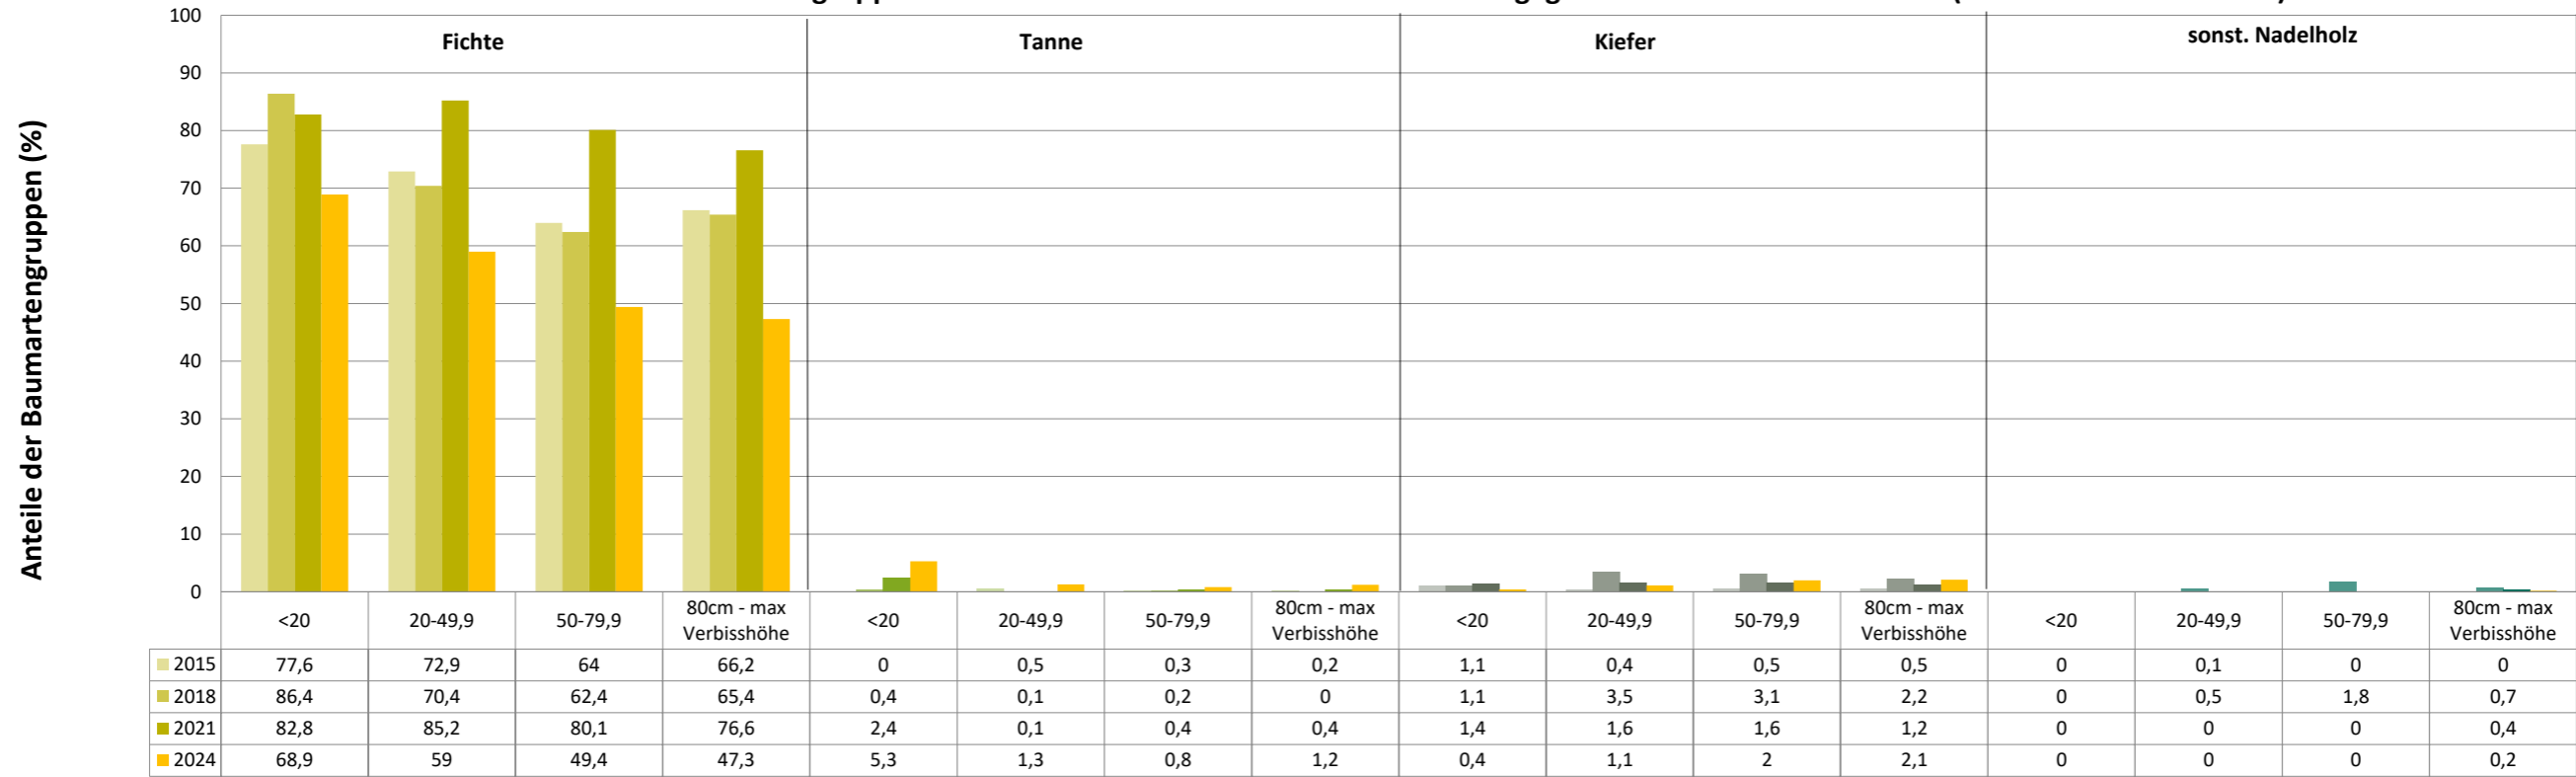 100
Fichte
Tanne
Kiefer
sonst. Nadelholz
90
80
70
60
50
40
30
20
10
0
Anteile der Baumartengruppen (%)
<20 20-49,9 50-79,9 80cm - max Verbisshöhe <20 20-49,9 50-79,9 80cm - max Verbisshöhe <20 20-49,9 50-79,9 80cm - max Verbisshöhe <20 20-49,9 50-79,9 80cm - max Verbisshöhe
2015 77,6 72,9 64 66,2 0 0,5 0,3 0,2 1,1 0,4 0,5 0,5 0 0,1 0 0
2018 86,4 70,4 62,4 65,4 0,4 0,1 0,2 0 1,1 3,5 3,1 2,2 0 0,5 1,8 0,7
2021 82,8 85,2 80,1 76,6 2,4 0,1 0,4 0,4 1,4 1,6 1,6 1,2 0 0 0 0,4
2024 68,9 59 49,4 47,3 5,3 1,3 0,8 1,2 0,4 1,1 2 2,1 0 0 0 0,2